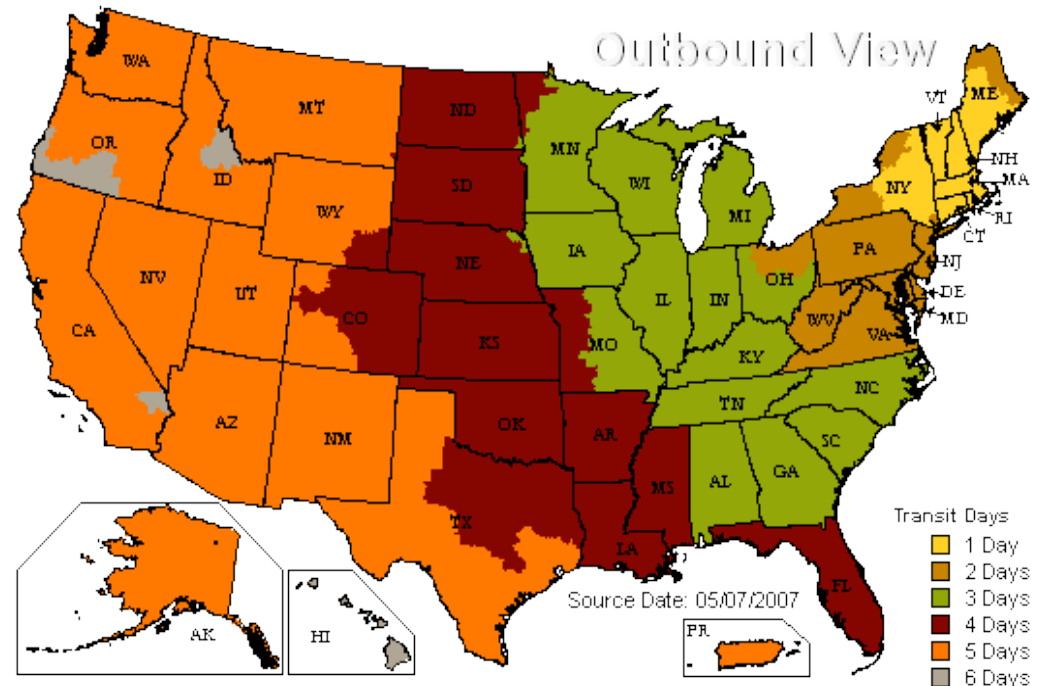 Outbound View
WA
MT
ND
MN
VT
ME
OR
ID
SD
WI
MI
NY
NH
MA
RI
CT
WY
NE
IA
PA
NJ
NV
UT
CO
IL
IN
OH
DE
MD
CA
KS
MO
KY
WV
VA
AZ
NM
OK
AR
TN
NC
SC
TX
LA
MS
AL
GA
FL
AK
HI
PR
Source Date: 05/07/2007
Transit Days
1 Day
2 Days
3 Days
4 Days
5 Days
6 Days